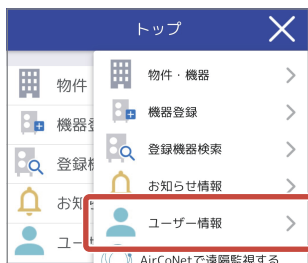 トップ
物件
機器登
登録機
お知
ユー
物件・機器
機器登録
登録機器検索
お知らせ情報
ユーザー情報
AirCoNetで遠隔監視する